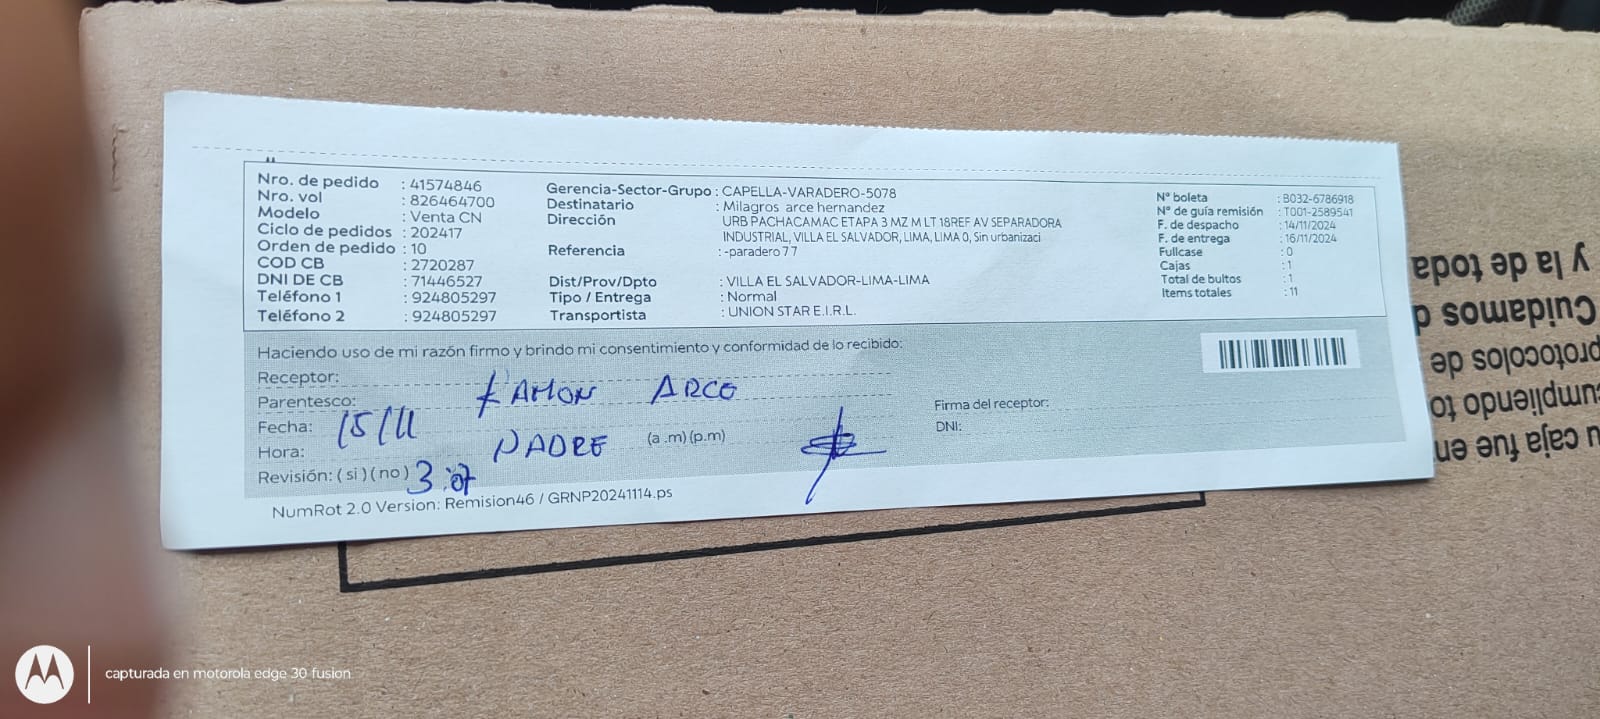 Nro. de pedido : 41574846
Nro. vol : 826464700
Modelo : Venta CN
Ciclo de pedidos : 202417
Orden de pedido : 10
COD CB : 2720287
DNI DE CB : 71446527
Teléfono 1 : 924805297
Teléfono 2 : 924805297
Gerencia-Sector-Grupo : CAPELLA-VARADERO-5078
Destinatario : Milagros arce hernandez
Dirección : URB PACHACAMAC ETAPA 3 MZ M LT 18REF AV SEPARADORA
INDUSTRIAL, VILLA EL SALVADOR, LIMA, LIMA 0, Sin urbanizaci
Referencia : -paradero 7 7
Dist/Prov/Dpto : VILLA EL SALVADOR-LIMA-LIMA
Tipo / Entrega : Normal
Transportista : UNION STAR E.I.R.L.
N° boleta : B032-6786918
N° de guía remisión : T001-2589541
F. de despacho : 14/11/2024
F. de entrega : 16/11/2024
Fullcase : 0
Cajas : 1
Total de bultos : 1
Items totales : 11
Haciendo uso de mi razón firmo y brindo mi consentimiento y conformidad de lo recibido:
Receptor:
Parentesco: ARCO
Fecha: 15/11
Hora: PADRE (a .m) (p.m)
Revisión: ( si ) ( no ) 3:07
Firma del receptor:
DNI:
NumRot 2.0 Version: Remision46 / GRNP20241114.ps
y la de toda
Cuidamos d
protocolos de
cumpliendo to
u caja fue en
capturada en motorola edge 30 fusion